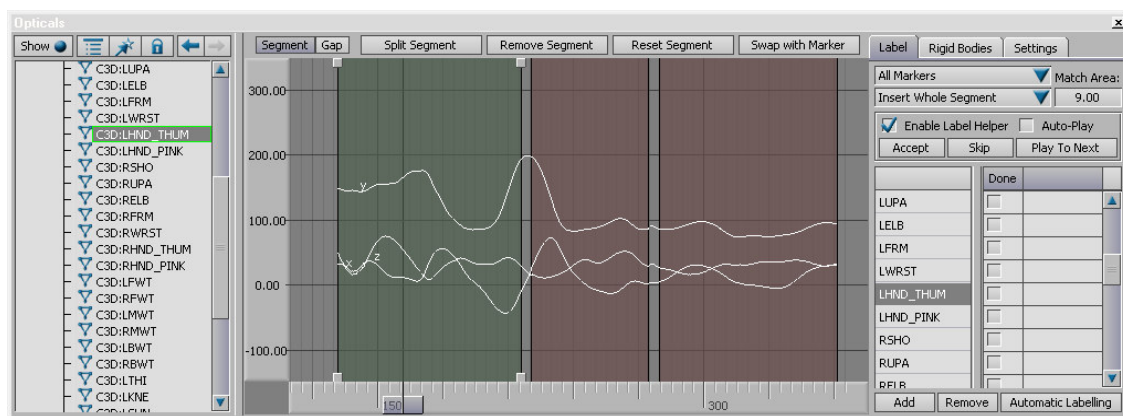 Opticals
Show
C3D:LUPA
C3D:LELB
C3D:LFRM
C3D:LWRST
C3D:LHND_THUM
C3D:LHND_PINK
C3D:RSHO
C3D:RUPA
C3D:RELB
C3D:RFRM
C3D:RWRST
C3D:RHND_THUM
C3D:RHND_PINK
C3D:LFWT
C3D:RFWT
C3D:LMWT
C3D:RMWT
C3D:LBWT
C3D:RBWT
C3D:LTHI
C3D:LKNE
Segment Gap Split Segment Remove Segment Reset Segment Swap with Marker
300.00
200.00
100.00
0.00
-100.00
y
x z
150 300
Label Rigid Bodies Settings
All Markers Match Area:
Insert Whole Segment 9.00
Enable Label Helper Auto-Play
Accept Skip Play To Next
Done
LUPA
LELB
LFRM
LWRST
LHND_THUM
LHND_PINK
RSHO
RUPA
RELB
Add Remove Automatic Labelling